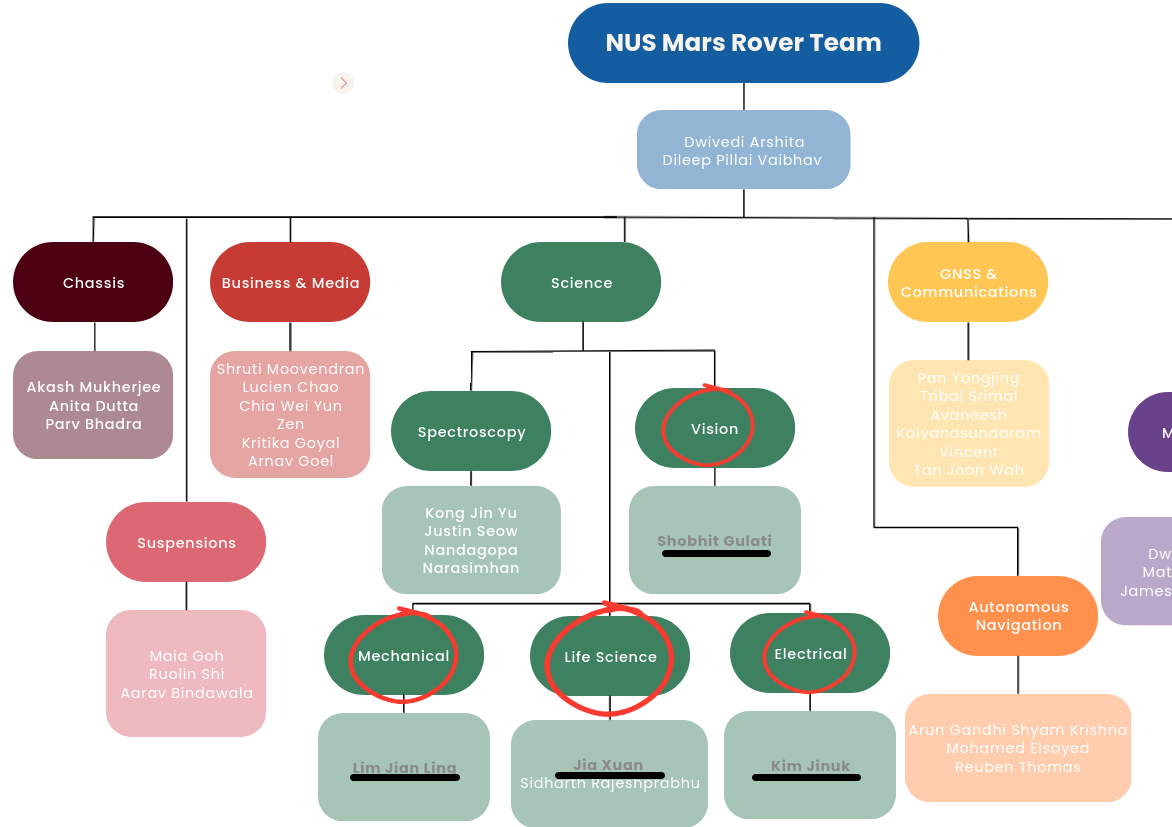 NUS Mars Rover Team
Dwivedi Arshita
Dileep Pillai Vaibhav
Chassis
Akash Mukherjee
Anita Dutta
Parv Bhadra
Suspensions
Maia Goh
Ruolin Shi
Aarav Bindawala
Business & Media
Shruti Moovendran
Lucien Chao
Chia Wei Yun
Zen
Kritika Goyal
Arnav Goel
Science
Spectroscopy
Kong Jin Yu
Justin Seow
Nandagopa
Narasimhan
Vision
Shobhit Gulati
Mechanical
Lim Jian Ling
Life Science
Jia Xuan
Sidharth Rajeshprabhu
Electrical
Kim Jinuk
GNSS &
Communications
Pan Yongjing
Tribal Srimal
Avaneesh
Kalyanasundaram
Vincent
Tan Joon Wah
Autonomous
Navigation
Arun Gandhi Shyam Krishna
Mohamed Elsayed
Reuben Thomas
M
Dw
Mat
James